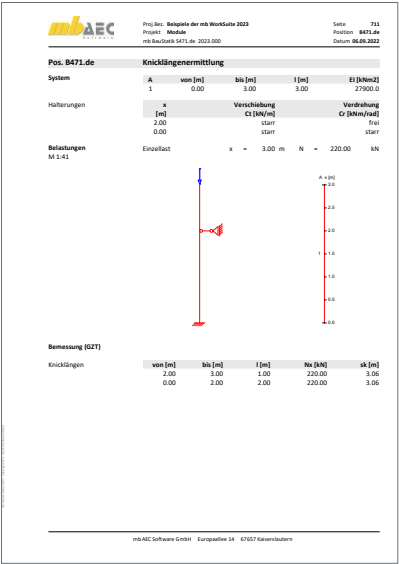 mb AEC
Software
Proj.Bez. Beispiele der mb WorkSuite 2023
Projekt Module
mb BauStatik S471.de 2023.000
Seite 711
Position B471.de
Datum 06.09.2022
Pos. B471.de Knicklängenermittlung
System
A von [m] bis [m] l [m] EI [kNm2]
1 0.00 3.00 3.00 27900.0
Halterungen
x Verschiebung Verdrehung
[m] Ct [kN/m] Cr [kNm/rad]
2.00 starr frei
0.00 starr starr
Belastungen Einzellast x = 3.00 m N = 220.00 kN
M 1:41
A x [m]
3.0
2.5
2.0
1
1.5
1.0
0.5
0.0
Bemessung (GZT)
Knicklängen von [m] bis [m] l [m] Nx [kN] sk [m]
2.00 3.00 1.00 220.00 3.06
0.00 2.00 2.00 220.00 3.06
mb AEC Software GmbH Europaallee 14 67657 Kaiserslautern